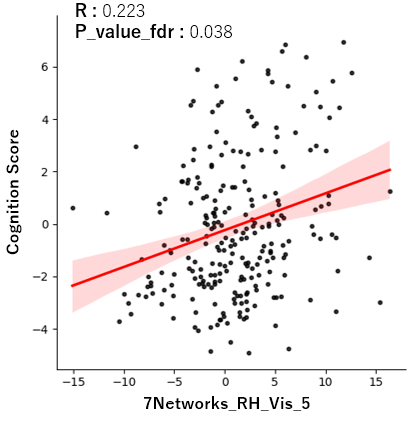 R : 0.223
P_value_fdr : 0.038
Cognition Score
6
4
2
0
−2
−4
−15 −10 −5 0 5 10 15
7Networks_RH_Vis_5